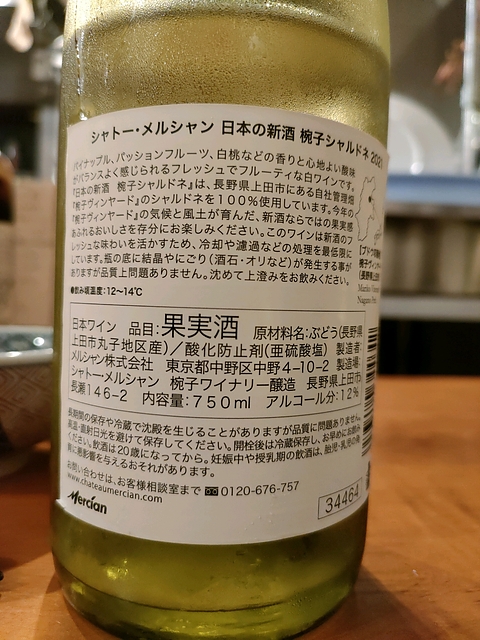 シャトー・メルシャン 日本の新酒 椀子シャルドネ 2021
パイナップル、パッションフルーツ、白桃などの香りと心地よい酸味
がバランスよく感じられるフレッシュでフルーティな白ワインです。
『日本の新酒 椀子シャルドネ』は、長野県上田市にある自社管理畑
『椀子ヴィンヤード』のシャルドネを100%使用しています。今年の
『椀子ヴィンヤード』の気候と風土が育んだ、新酒ならではの果実感
あふれるおいしさを存分にお楽しみください。このワインは新酒のフレ
ッシュな味わいを活かすため、冷却や濾過などの処理を最低限に
しています。瓶の底に結晶やにごり(酒石・オリなど)が発生する事が
ありますが品質上問題ありません。沈めて上澄みをお飲みください。
●飲み頃温度:12〜14℃
椀子ヴィン
Mariko
Nagano
日本ワイン 品目:果実酒 原材料名:ぶどう(長野県
上田市丸子地区産)/酸化防止剤(亜硫酸塩) 製造者:
メルシャン株式会社 東京都中野区中野4-10-2 製造場:
シャトー・メルシャン 椀子ワイナリー醸造 長野県上田市
長瀬146-2 内容量:750ml アルコール分:12%
長期間の保存や冷蔵で沈殿を生じることがありますが品質に問題ありません。
高温・直射日光を避けて保存してください。開栓後は冷蔵保存し、お早めにお飲み
ください。飲酒は20歳になってから。妊娠中や授乳期の飲酒は、胎児・乳児の発
育に悪影響を与えるおそれがあります。
お問い合わせは、お客様相談室まで 0120-676-757
www.chateaumercian.com
Mercian
34464